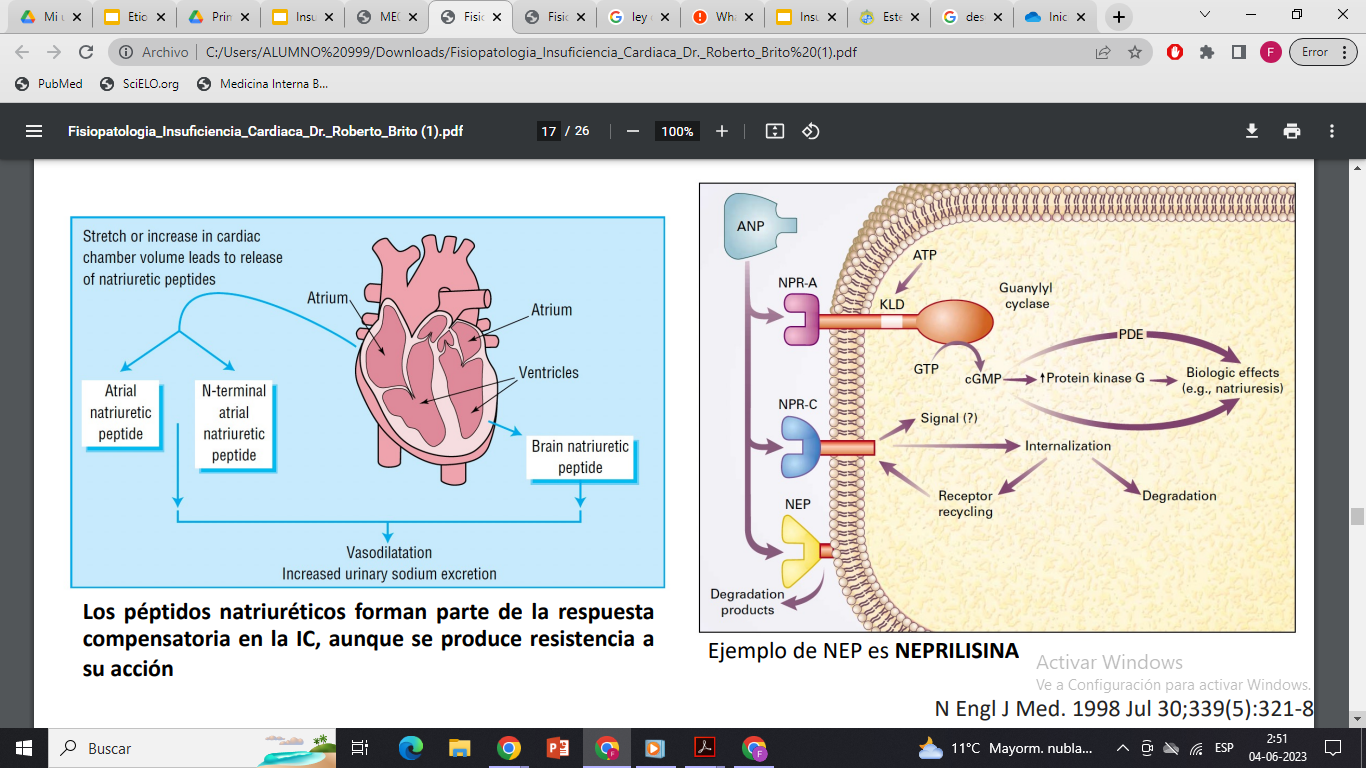 Mi u
Etic
Prin
Insu
MEC
Fisic
Fisic
ley
Wha
Insu
Este
des
Inic
Archivo
C:/Users/ALUMNO%20999/Downloads/Fisiopatologia_Insuficiencia_Cardiaca_Dr._Roberto_Brito%20(1).pdf
F
Error
PubMed
SciELO.org
Medicina Interna B...
Fisiopatologia_Insuficiencia_Cardiaca_Dr._Roberto_Brito (1).pdf
17 / 26
100%
Stretch or increase in cardiac
chamber volume leads to release
of natriuretic peptides
Atrium
Atrium
Ventricles
Atrial
natriuretic
peptide
N-terminal
atrial
natriuretic
peptide
Brain natriuretic
peptide
Vasodilatation
Increased urinary sodium excretion
Los péptidos natriuréticos forman parte de la respuesta
compensatoria en la IC, aunque se produce resistencia a
su acción
ANP
NPR-A
ATP
KLD
Guanylyl
cyclase
GTP
cGMP
PDE
↑Protein kinase G
Biologic effects
(e.g., natriuresis)
NPR-C
Signal (?)
Internalization
Receptor
recycling
Degradation
NEP
Degradation
products
Ejemplo de NEP es NEPRILISINA
Activar Windows
Ve a Configuración para activar Windows.
N Engl J Med. 1998 Jul 30;339(5):321-8
Buscar
11°C Mayorm. nubla...
ESP
2:51
04-06-2023